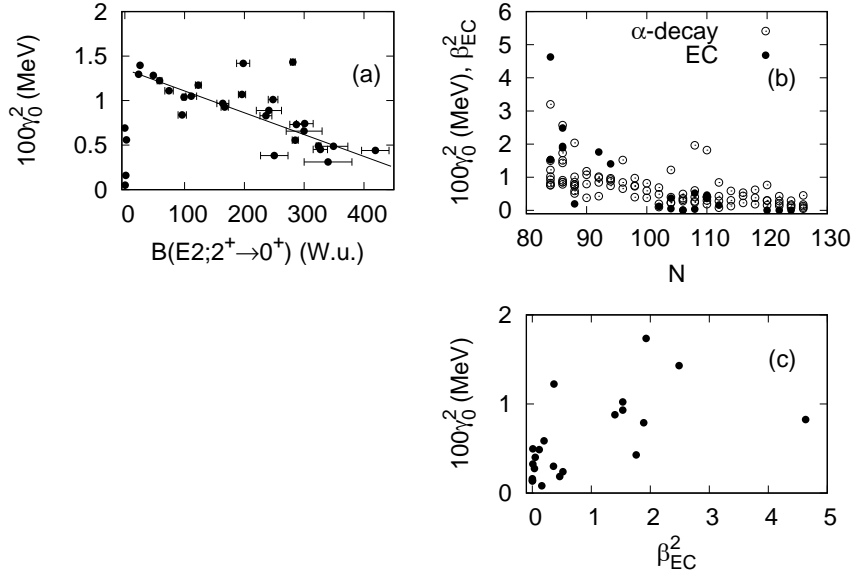 2
1.5
1
0.5
0
0 100 200 300 400
100γ₀² (MeV)
B(E2;2⁺→0⁺) (W.u.)
(a)
6
5
4
3
2
1
0
80 90 100 110 120 130
100γ₀² (MeV), β²EC
N
α-decay
EC
(b)
2
1
0
0 1 2 3 4 5
100γ₀² (MeV)
β²EC
(c)